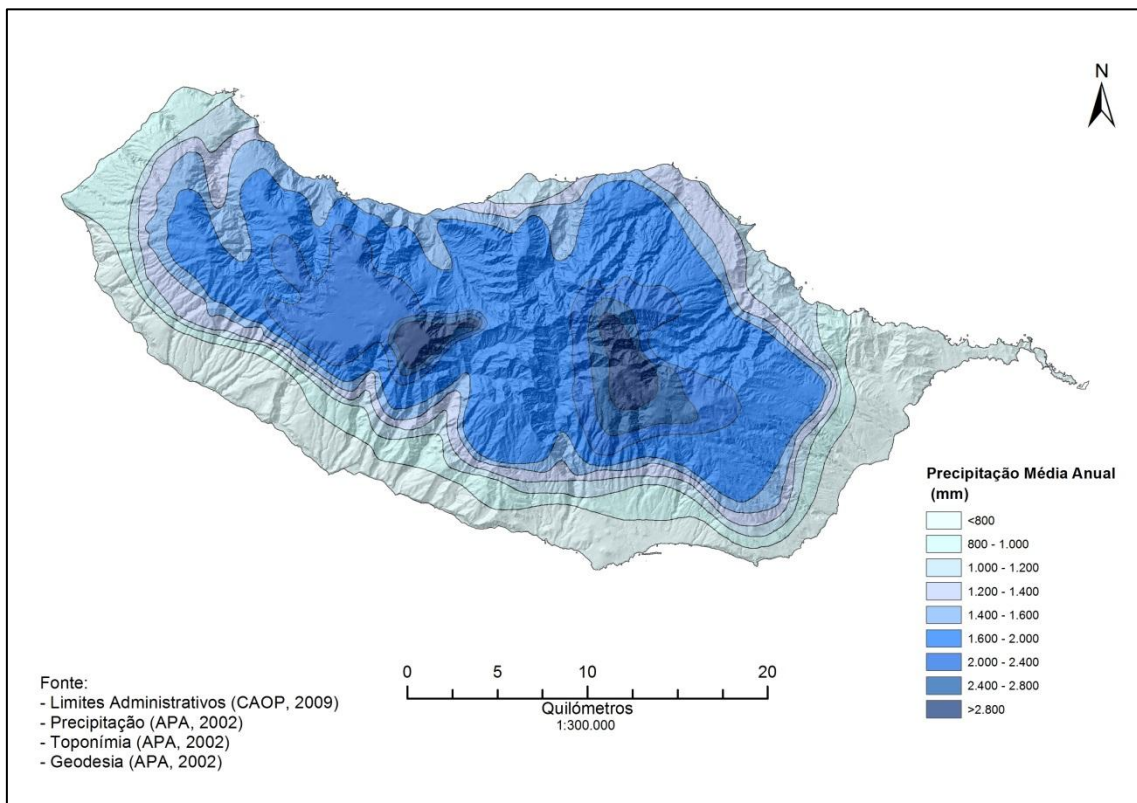 N
Precipitação Média Anual
(mm)
<800
800 - 1.000
1.000 - 1.200
1.200 - 1.400
1.400 - 1.600
1.600 - 2.000
2.000 - 2.400
2.400 - 2.800
>2.800
0 5 10 20
Quilómetros
1:300.000
Fonte:
- Limites Administrativos (CAOP, 2009)
- Precipitação (APA, 2002)
- Toponímia (APA, 2002)
- Geodesia (APA, 2002)